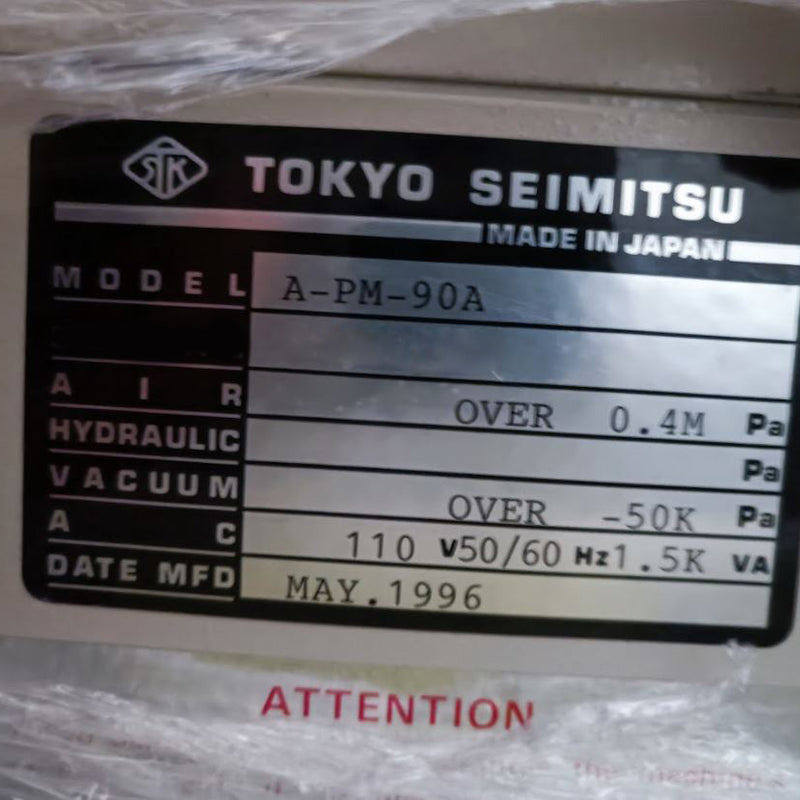 TSK TOKYO SEIMITSU
MADE IN JAPAN
MODEL A-PM-90A
AIR OVER 0.4M Pa
HYDRAULIC Pa
VACUUM OVER -50K Pa
AC 110 V50/60 Hz1.5K VA
DATE MFD MAY.1996
ATTENTION